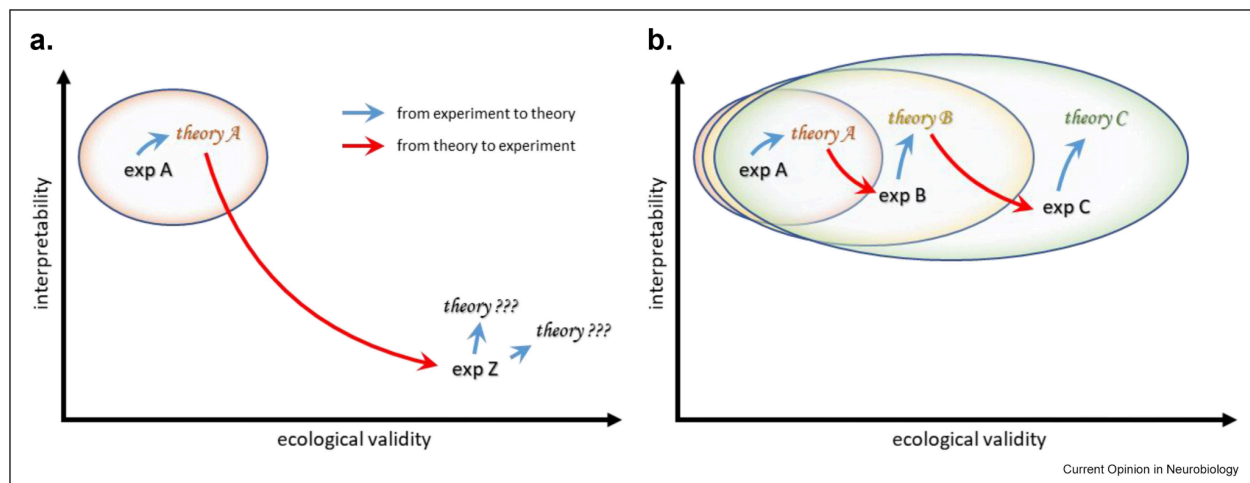 a.
interpretability
exp A
theory A
from experiment to theory
from theory to experiment
theory ???
theory ???
exp Z
ecological validity
b.
interpretability
exp A
theory A
exp B
theory B
exp C
theory C
ecological validity
Current Opinion in Neurobiology